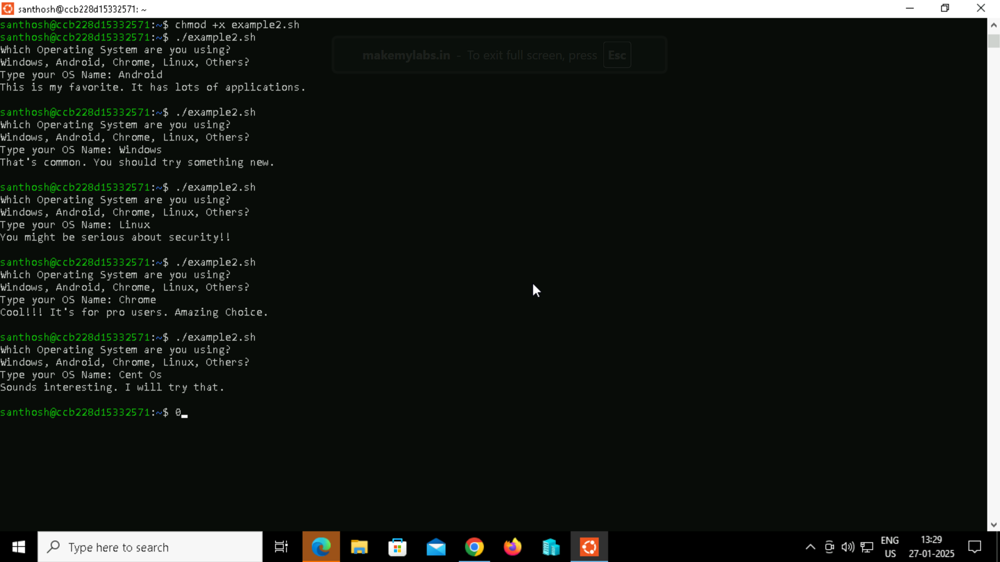 santhosh@ccb228d15332571: ~
santhosh@ccb228d15332571:~$ chmod +x example2.sh
santhosh@ccb228d15332571:~$ ./example2.sh
Which Operating System are you using?
Windows, Android, Chrome, Linux, Others?
Type your OS Name: Android
This is my favorite. It has lots of applications.
makemylabs.in - To exit full screen, press Esc
santhosh@ccb228d15332571:~$ ./example2.sh
Which Operating System are you using?
Windows, Android, Chrome, Linux, Others?
Type your OS Name: Windows
That's common. You should try something new.
santhosh@ccb228d15332571:~$ ./example2.sh
Which Operating System are you using?
Windows, Android, Chrome, Linux, Others?
Type your OS Name: Linux
You might be serious about security!!
santhosh@ccb228d15332571:~$ ./example2.sh
Which Operating System are you using?
Windows, Android, Chrome, Linux, Others?
Type your OS Name: Chrome
Cool!!! It's for pro users. Amazing Choice.
santhosh@ccb228d15332571:~$ ./example2.sh
Which Operating System are you using?
Windows, Android, Chrome, Linux, Others?
Type your OS Name: Cent Os
Sounds interesting. I will try that.
santhosh@ccb228d15332571:~$ 0_
Type here to search
ENG
US
13:29
27-01-2025